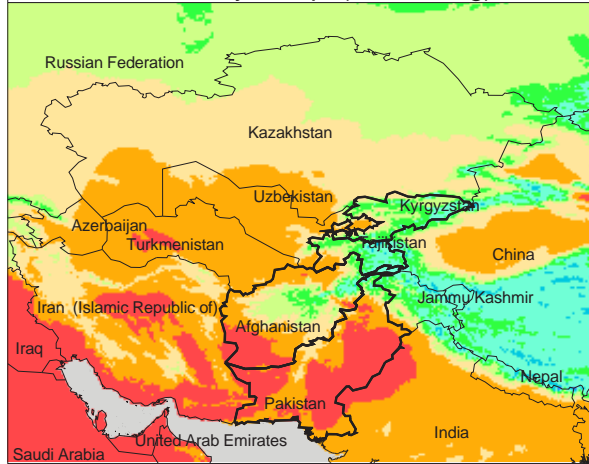 Russian Federation
Kazakhstan
Uzbekistan
Kyrgyzstan
Azerbaijan
Turkmenistan
Tajikistan
China
Iran (Islamic Republic of)
Jammu Kashmir
Afghanistan
Iraq
Nepal
Pakistan
India
United Arab Emirates
Saudi Arabia